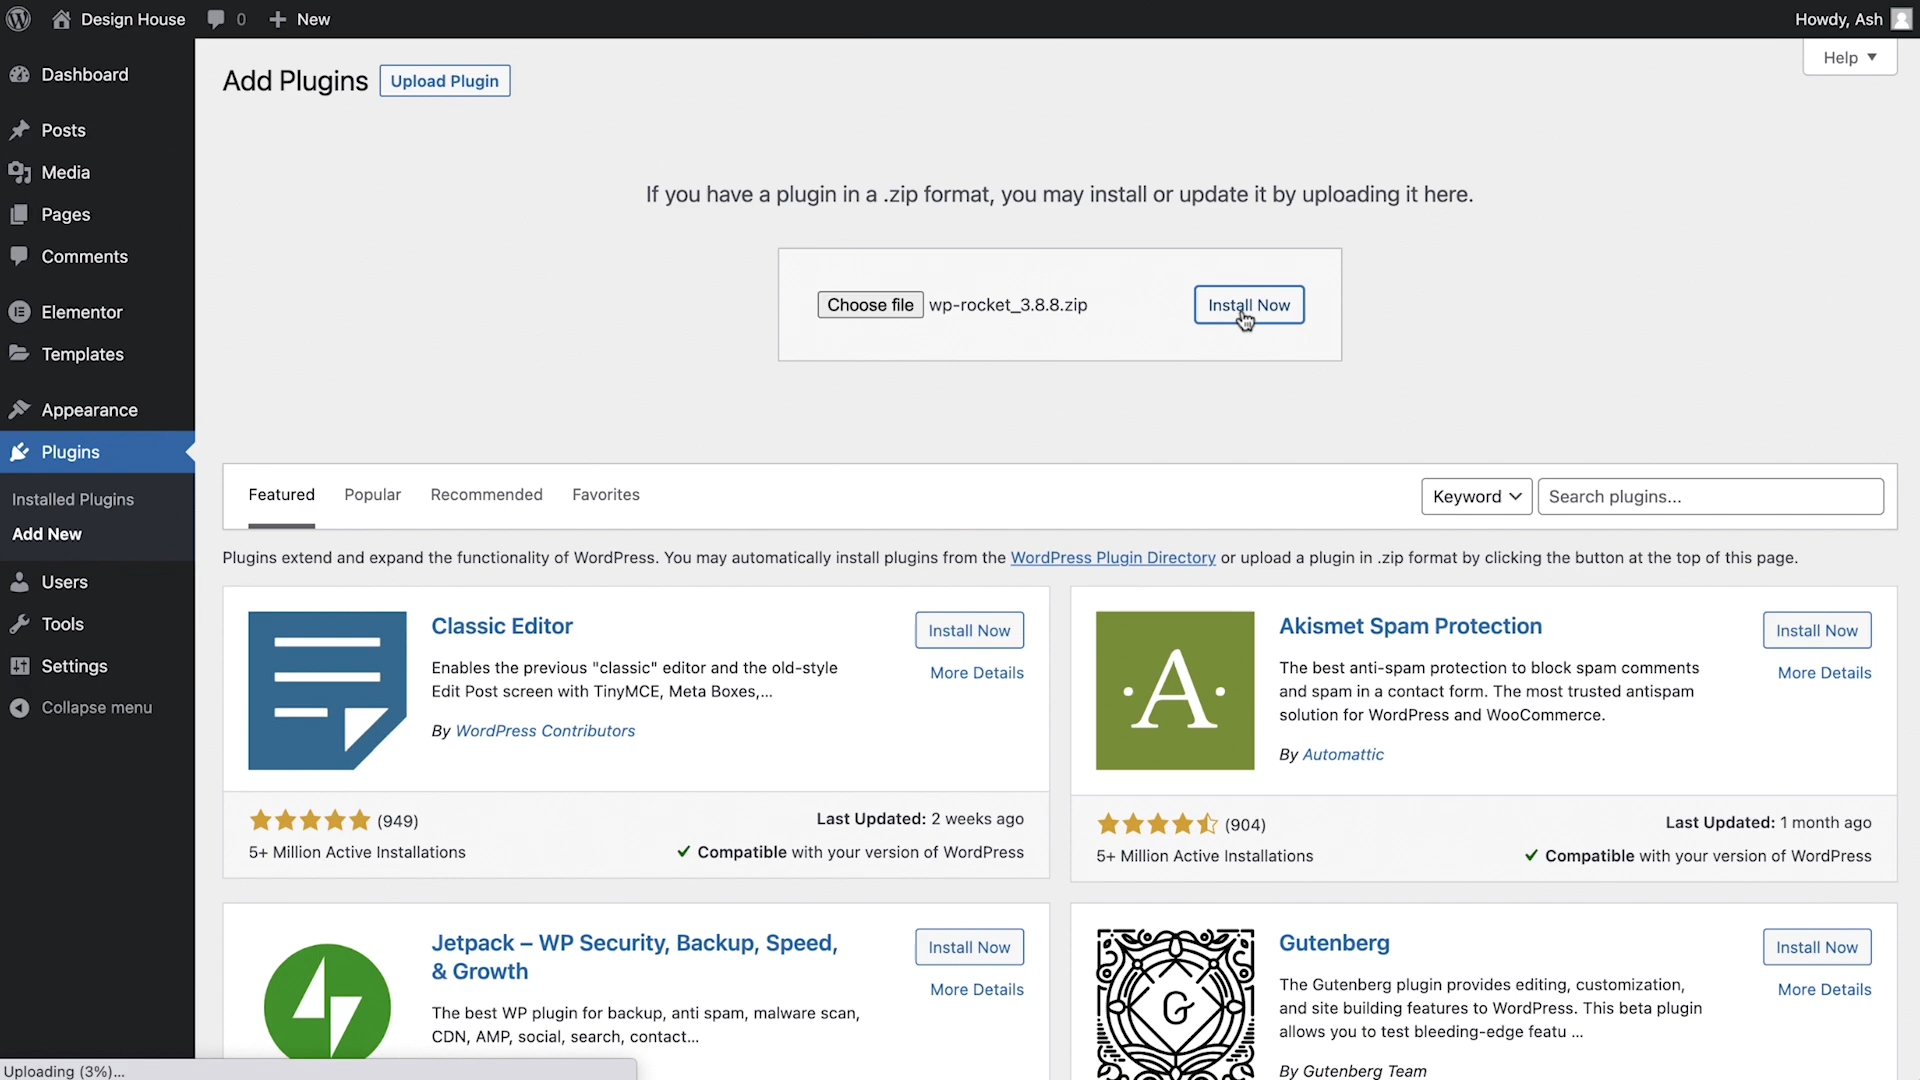 Design House
0
New
Howdy, Ash
Help
Dashboard
Posts
Media
Pages
Comments
Elementor
Templates
Appearance
Plugins
Installed Plugins
Add New
Users
Tools
Settings
Collapse menu
Add Plugins
Upload Plugin
If you have a plugin in a .zip format, you may install or update it by uploading it here.
Choose file wp-rocket_3.8.8.zip
Install Now
Featured Popular Recommended Favorites
Keyword
Search plugins...
Plugins extend and expand the functionality of WordPress. You may automatically install plugins from the WordPress Plugin Directory or upload a plugin in .zip format by clicking the button at the top of this page.
Classic Editor
Install Now
More Details
Enables the previous "classic" editor and the old-style
Edit Post screen with TinyMCE, Meta Boxes,...
By WordPress Contributors
(949)
5+ Million Active Installations
Last Updated: 2 weeks ago
Compatible with your version of WordPress
Akismet Spam Protection
Install Now
More Details
The best anti-spam protection to block spam comments
and spam in a contact form. The most trusted antispam
solution for WordPress and WooCommerce.
By Automattic
A
(904)
5+ Million Active Installations
Last Updated: 1 month ago
Compatible with your version of WordPress
Jetpack – WP Security, Backup, Speed,
& Growth
Install Now
More Details
The best WP plugin for backup, anti spam, malware scan,
CDN, AMP, social, search, contact...
Gutenberg
Install Now
More Details
The Gutenberg plugin provides editing, customization,
and site building features to WordPress. This beta plugin
allows you to test bleeding-edge featu ...
By Gutenberg Team
G
Uploading (3%)...